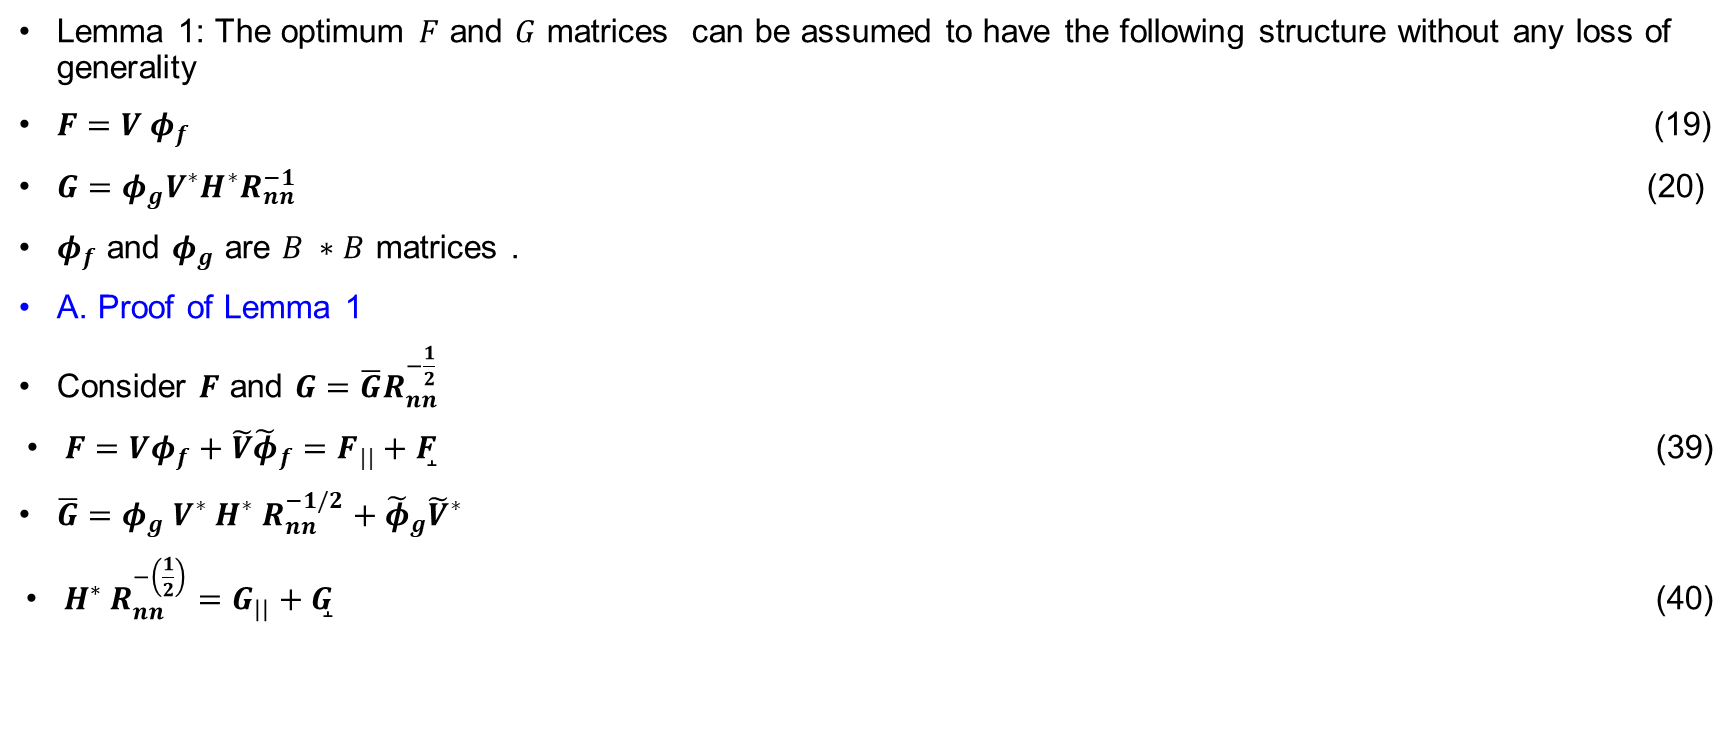 • Lemma 1: The optimum F and G matrices can be assumed to have the following structure without any loss of
generality
• F = V ϕ_f (19)
• G = ϕ_g V* H* R_nn^{-1} (20)
• ϕ_f and ϕ_g are B * B matrices .
• A. Proof of Lemma 1
• Consider F and G = G̅ R_nn^{-1/2}
• F = Vϕ_f + Ṽϕ̃_f = F_{||} + F_⊥ (39)
• G̅ = ϕ_g V* H* R_nn^{-1/2} + ϕ̃_g Ṽ*
• H* R_nn^{-(1/2)} = G_{||} + G_⊥ (40)